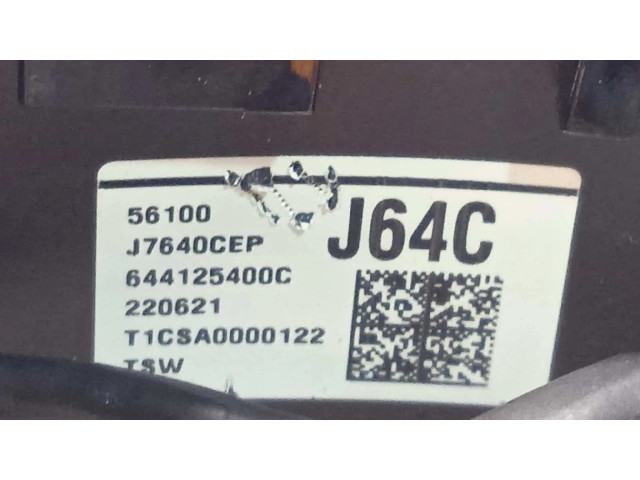 56100
J7640CEP
J64C
644125400C
220621
T1CSA0000122
TSW